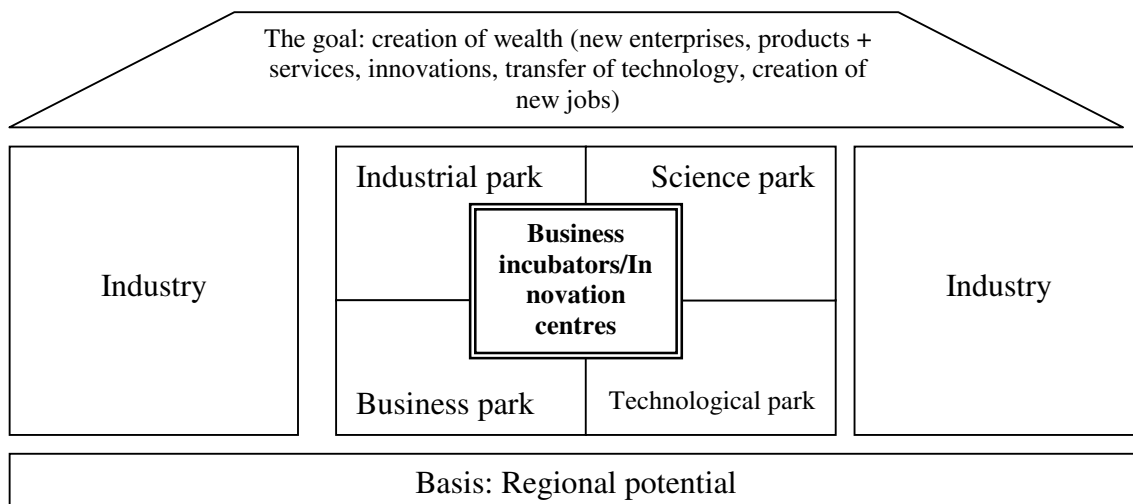 The goal: creation of wealth (new enterprises, products +
services, innovations, transfer of technology, creation of
new jobs)
Industrial park
Science park
Industry
Business
incubators/In
novation
centres
Industry
Business park
Technological park
Basis: Regional potential